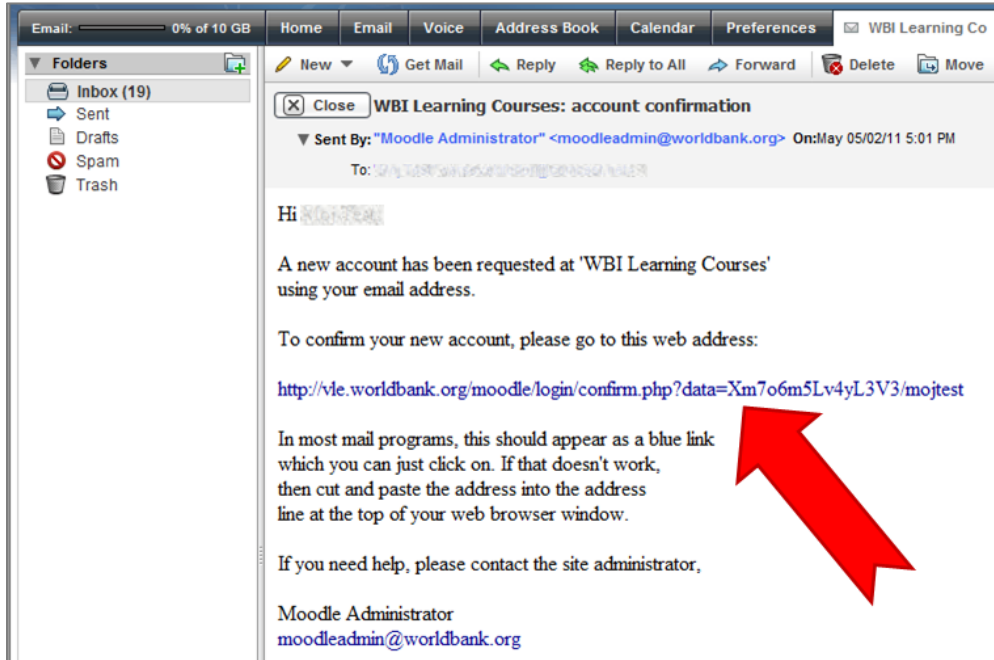 Email: 0% of 10 GB Home Email Voice Address Book Calendar Preferences WBI Learning Co
Folders New Get Mail Reply Reply to All Forward Delete Move
Inbox (19)
Sent
Drafts
Spam
Trash
Close WBI Learning Courses: account confirmation
Sent By: "Moodle Administrator" <moodleadmin@worldbank.org> On:May 05/02/11 5:01 PM
To:
Hi
A new account has been requested at 'WBI Learning Courses'
using your email address.
To confirm your new account, please go to this web address:
http://vle.worldbank.org/moodle/login/confirm.php?data=Xm7o6m5Lv4yL3V3/mojtest
In most mail programs, this should appear as a blue link
which you can just click on. If that doesn't work,
then cut and paste the address into the address
line at the top of your web browser window.
If you need help, please contact the site administrator,
Moodle Administrator
moodleadmin@worldbank.org